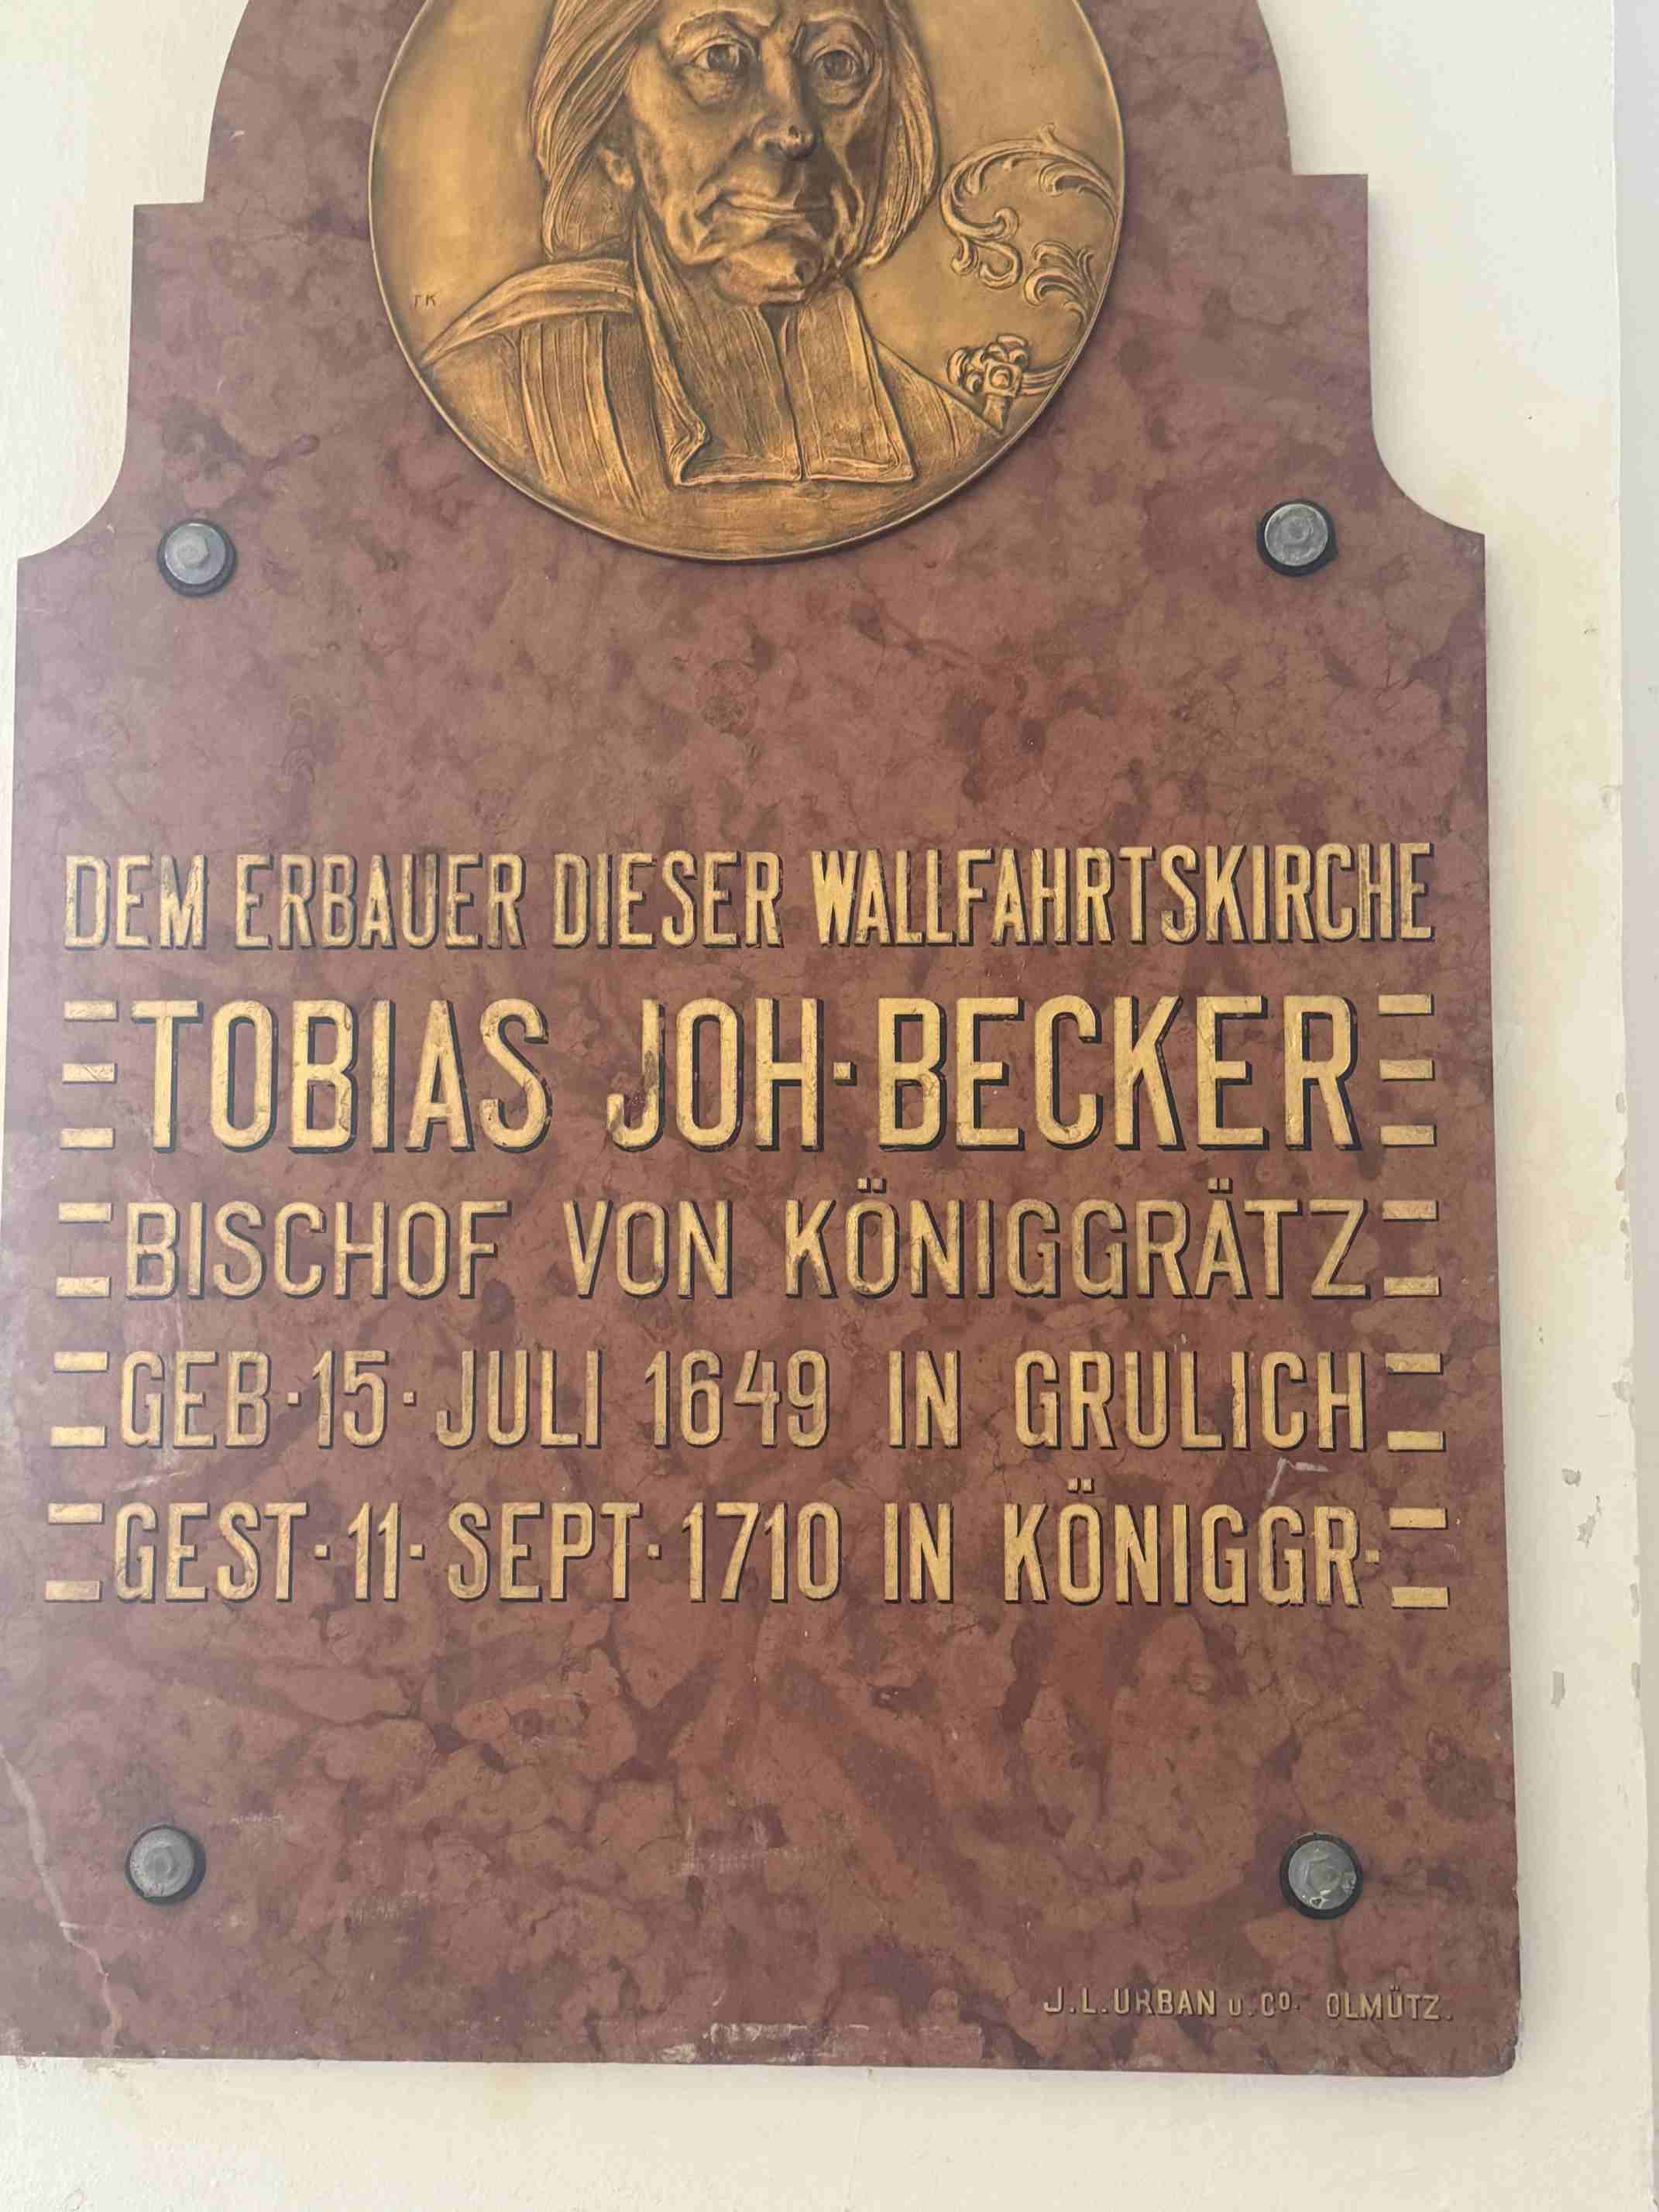 TK
DEM ERBAUER DIESER WALLFAHRTSKIRCHE
TOBIAS JOH·BECKER
BISCHOF VON KÖNIGGRÄTZ
GEB·15·JULI 1649 IN GRULICH
GEST·11·SEPT·1710 IN KÖNIGGR·
J.L.URBAN U.CO. OLMÜTZ.